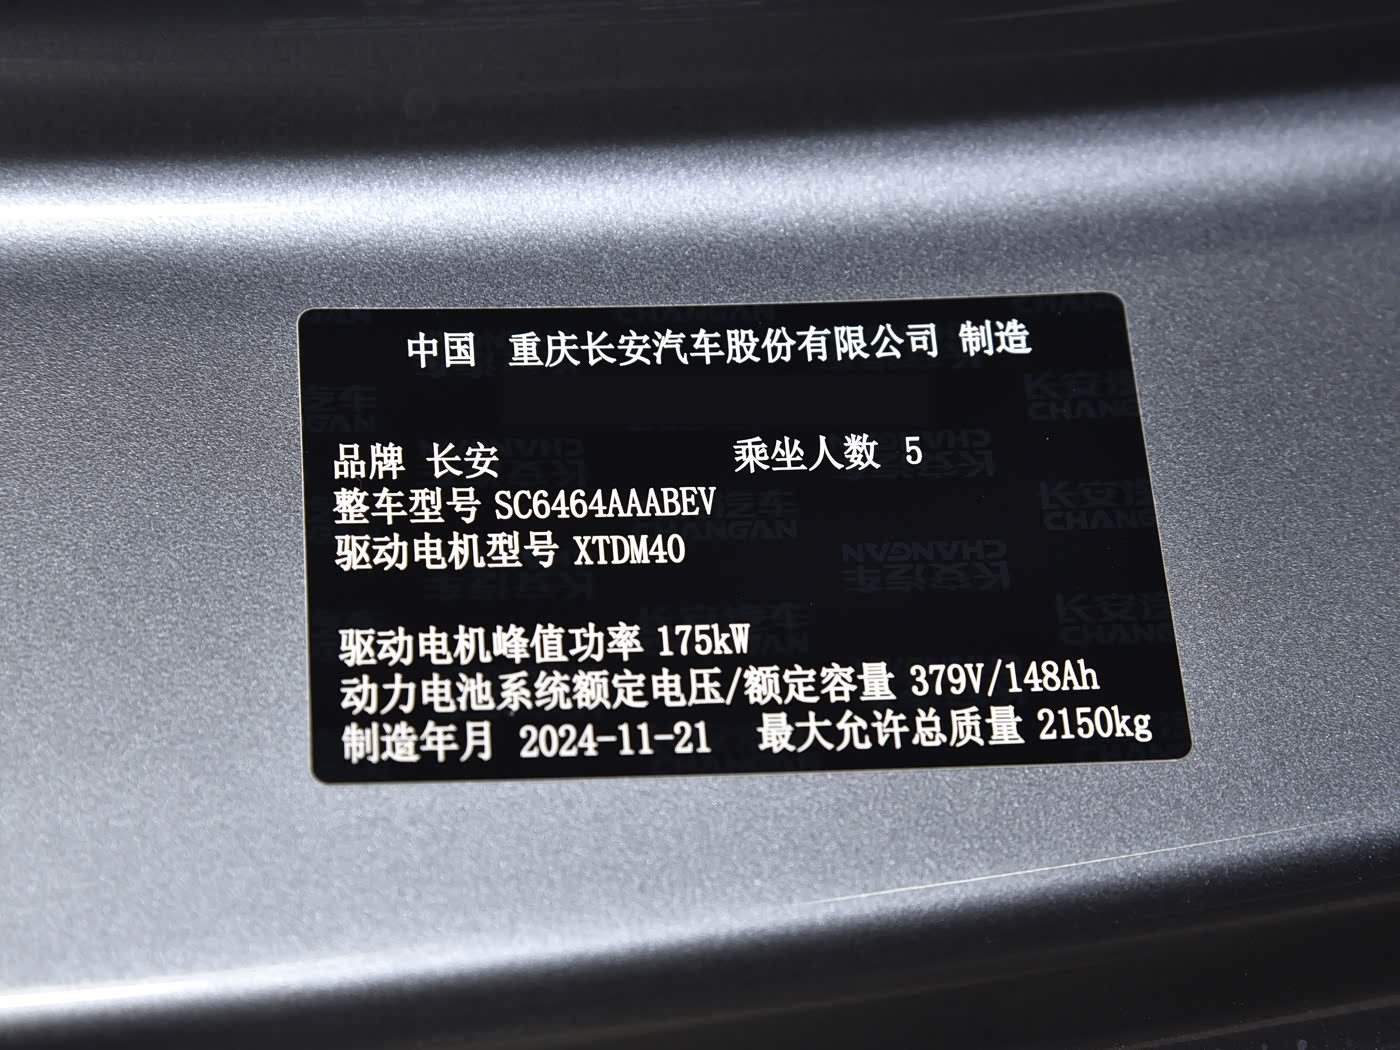 中国 重庆长安汽车股份有限公司 制造
品牌 长安 乘坐人数 5
整车型号 SC6464AAABEV
驱动电机型号 XTDM40
驱动电机峰值功率 175kW
动力电池系统额定电压/额定容量 379V/148Ah
制造年月 2024-11-21 最大允许总质量 2150kg